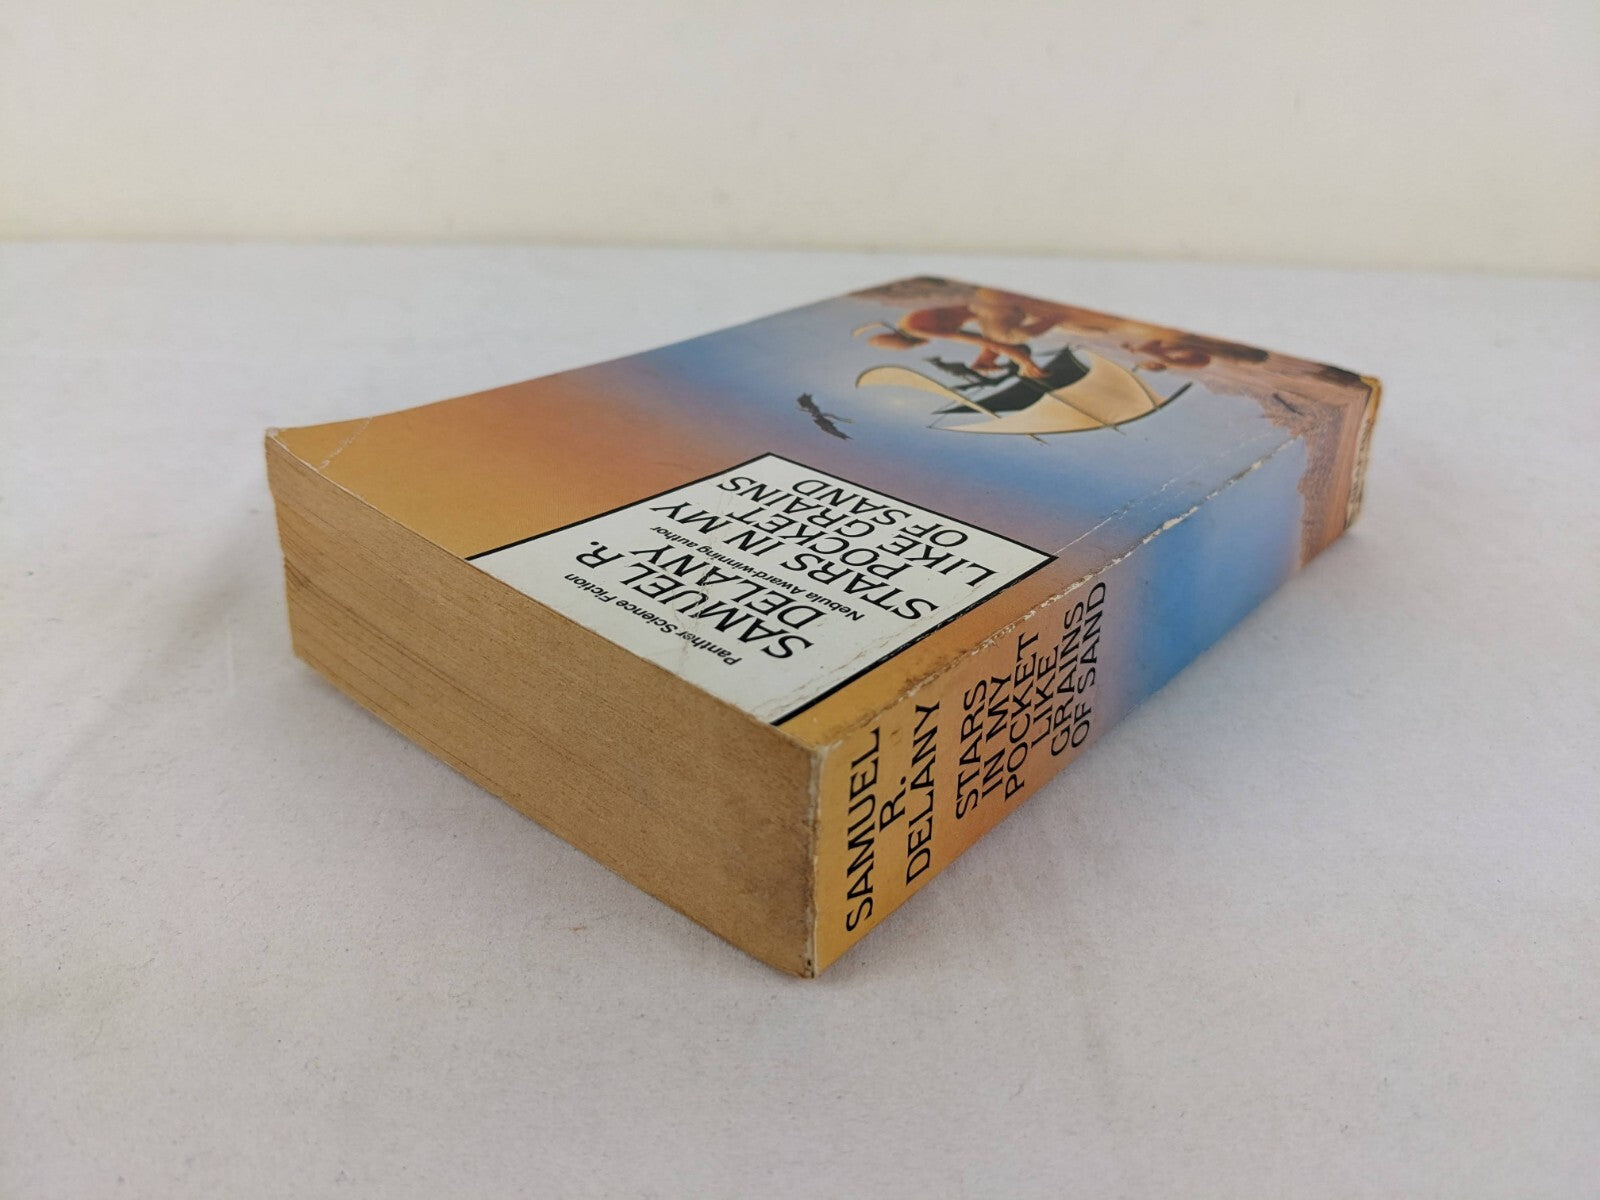 Panther Science Fiction
SAMUEL R.
DELANY
Nebula Award-winning author
STARS IN MY
POCKET
LIKE GRAINS
OF SAND
SAMUEL
R.
DELANY
STARS
IN MY
POCKET
LIKE
GRAINS
OF SAND